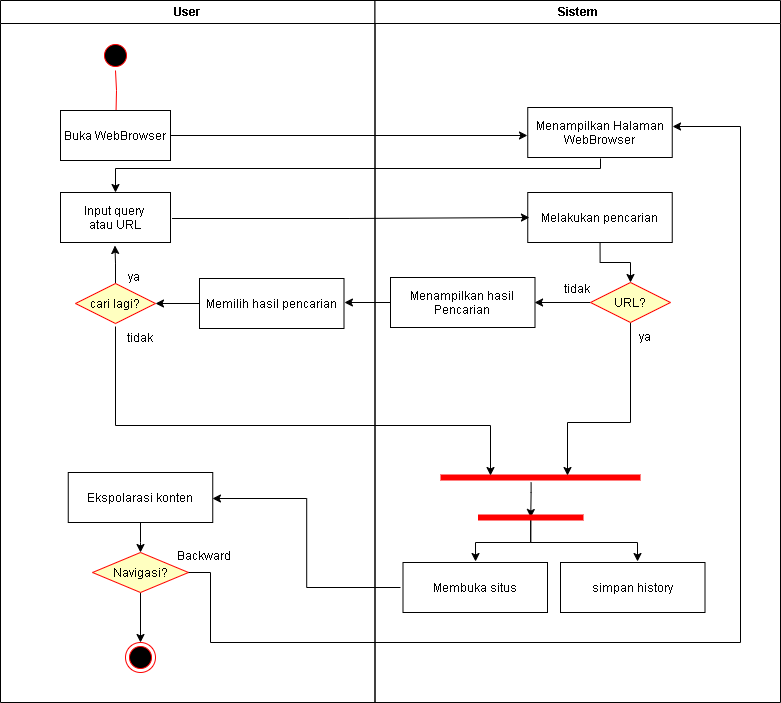 User
Sistem
Buka WebBrowser
Menampilkan Halaman
WebBrowser
Input query
atau URL
Melakukan pencarian
ya
cari lagi?
tidak
Memilih hasil pencarian
Menampilkan hasil
Pencarian
tidak
URL?
ya
Ekspolarasi konten
Backward
Navigasi?
Membuka situs
simpan history